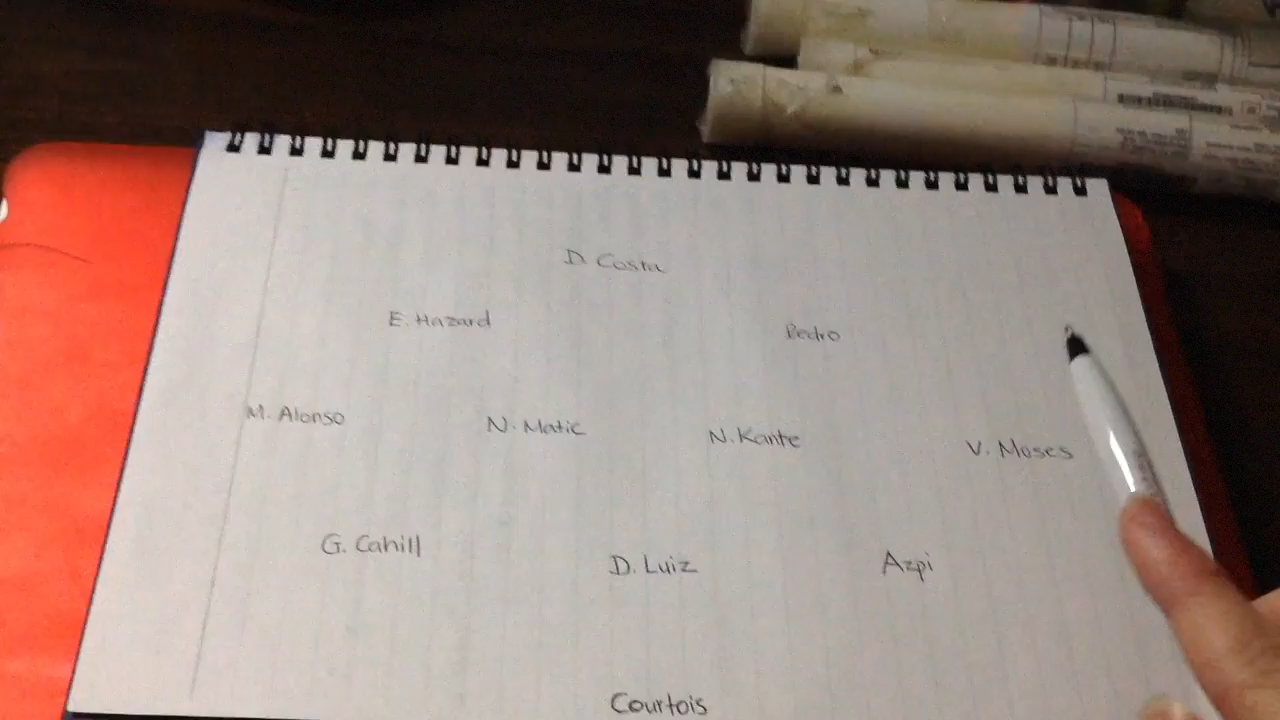 D. Costa
E. Hazard
Pedro
M. Alonso
N. Matic
N. Kante
V. Moses
G. Cahill
D. Luiz
Azpi
Courtois